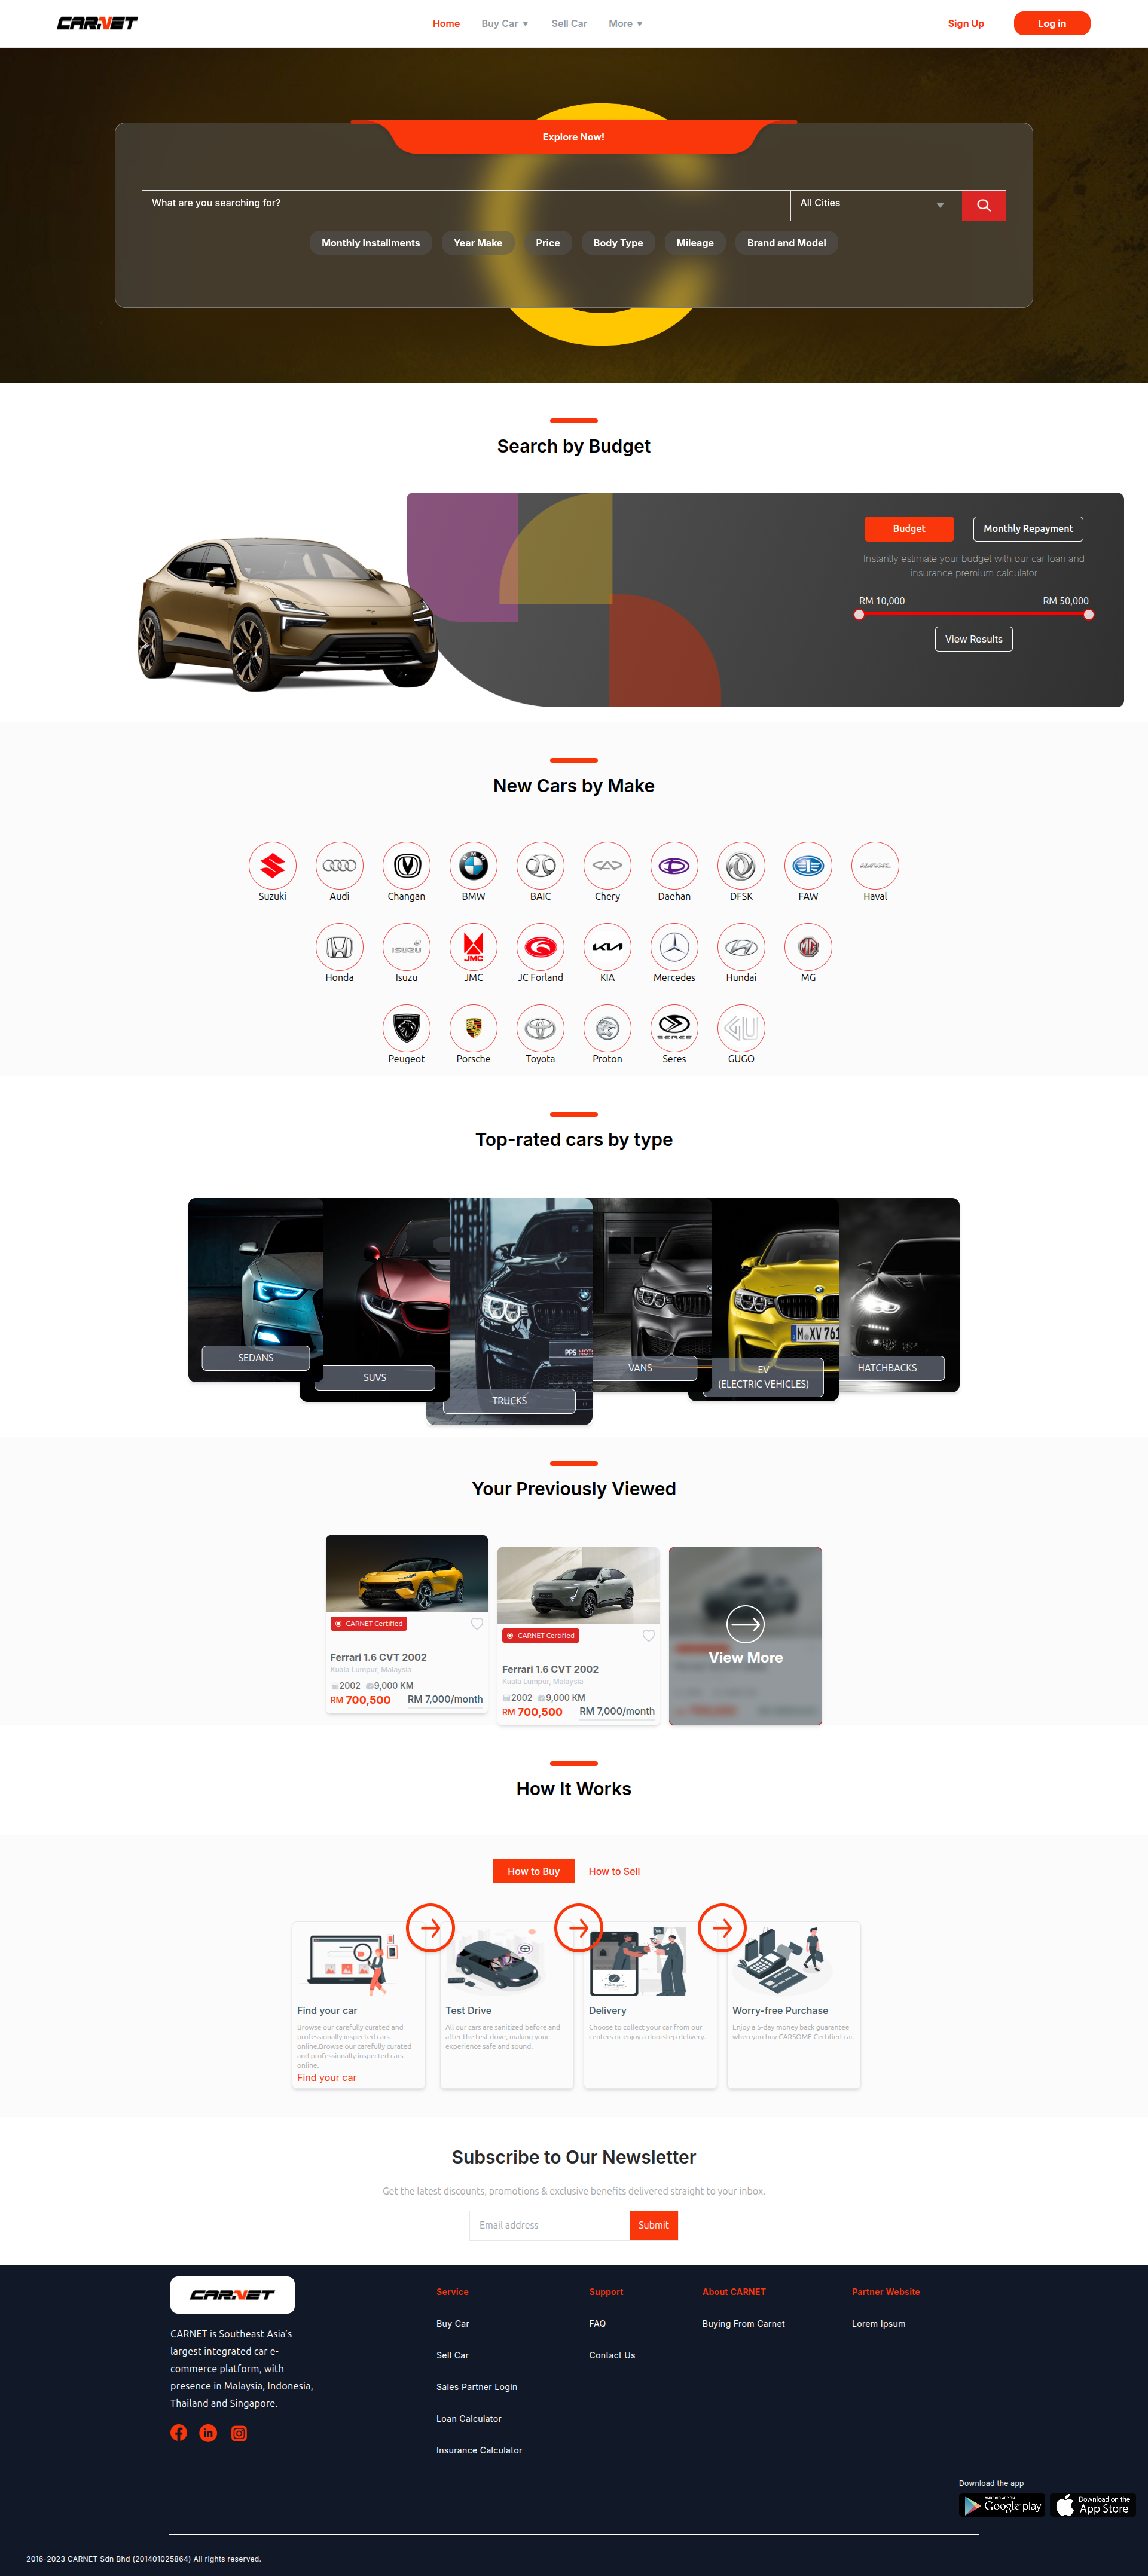 CARNET
Home
Buy Car
Sell Car
More
Sign Up
Log in
Explore Now!
What are you searching for?
All Cities
Monthly Installments
Year Make
Price
Body Type
Mileage
Brand and Model
Search by Budget
Budget
Monthly Repayment
Instantly estimate your budget with our car loan and
insurance premium calculator
RM 10,000
RM 50,000
View Results
New Cars by Make
Suzuki
Audi
Changan
BMW
BAIC
Chery
Daehan
DFSK
FAW
Haval
ISUZU
JMC
Honda
Isuzu
JMC
JC Forland
KIA
Mercedes
Hundai
MG
SERES
Peugeot
Porsche
Toyota
Proton
Seres
GUGO
Top-rated cars by type
M XV 761
PPS MOT
SEDANS
SUVS
TRUCKS
VANS
EV
(ELECTRIC VEHICLES)
HATCHBACKS
Your Previously Viewed
CARNET Certified
Ferrari 1.6 CVT 2002
Kuala Lumpur, Malaysia
2002
9,000 KM
RM 700,500
RM 7,000/month
CARNET Certified
Ferrari 1.6 CVT 2002
Kuala Lumpur, Malaysia
2002
9,000 KM
RM 700,500
RM 7,000/month
View More
How It Works
How to Buy
How to Sell
Find your car
Browse our carefully curated and
professionally inspected cars
online.Browse our carefully curated
and professionally inspected cars
online.
Find your car
Test Drive
All our cars are sanitized before and
after the test drive, making your
experience safe and sound.
Delivery
Choose to collect your car from our
centers or enjoy a doorstep delivery.
Worry-free Purchase
Enjoy a 5-day money back guarantee
when you buy CARSOME Certified car.
Subscribe to Our Newsletter
Get the latest discounts, promotions & exclusive benefits delivered straight to your inbox.
Email address
Submit
CARNET
CARNET is Southeast Asia's
largest integrated car e-
commerce platform, with
presence in Malaysia, Indonesia,
Thailand and Singapore.
Service
Buy Car
Sell Car
Sales Partner Login
Loan Calculator
Insurance Calculator
Support
FAQ
Contact Us
About CARNET
Buying From Carnet
Partner Website
Lorem Ipsum
Download the app
ANDROID APP ON
Google play
Download on the
App Store
2016-2023 CARNET Sdn Bhd (201401025864) All rights reserved.